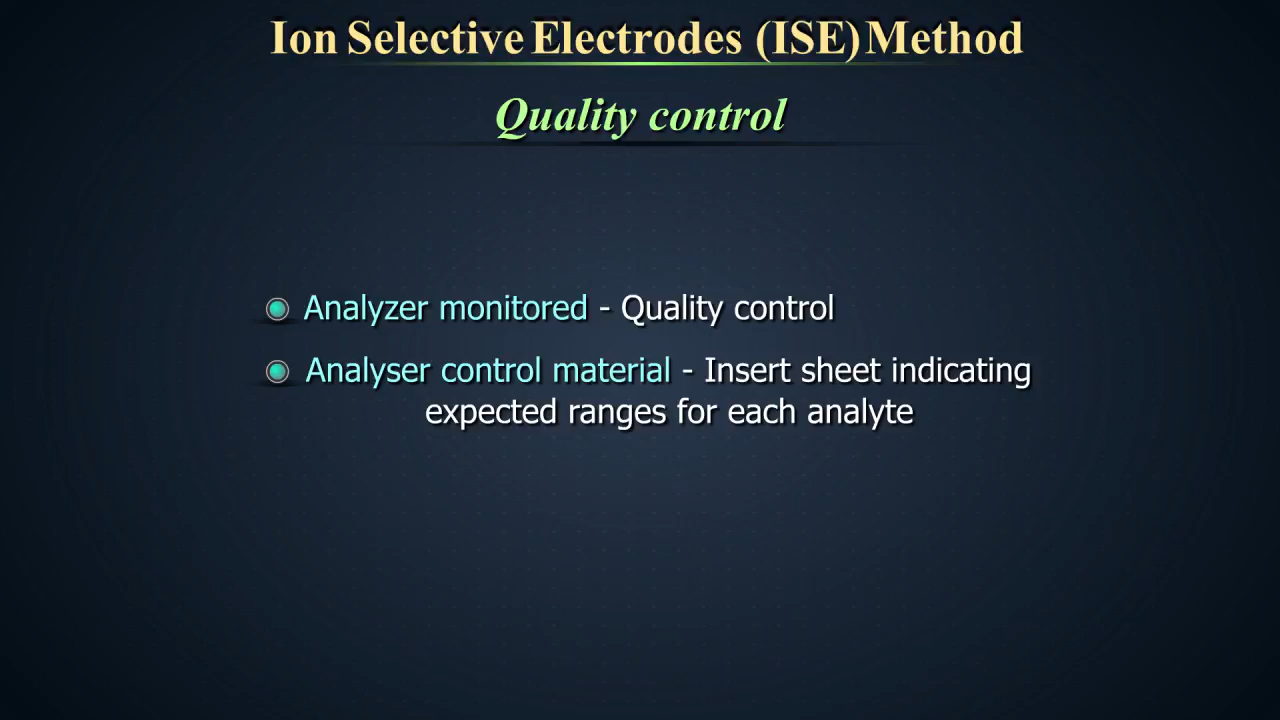 Ion Selective Electrodes (ISE) Method
Quality control
Analyzer monitored - Quality control
Analyser control material - Insert sheet indicating
expected ranges for each analyte